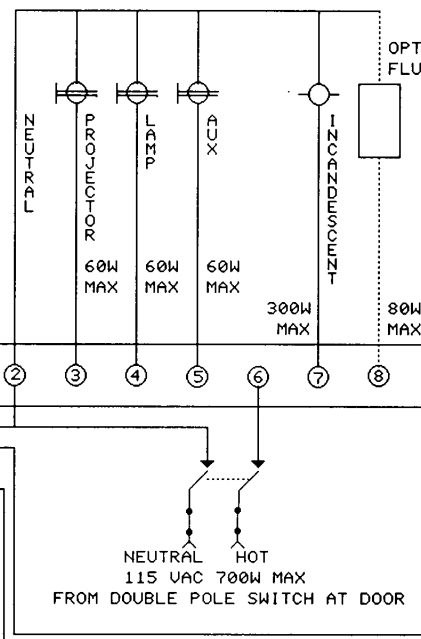 OPT
FLU
NEUTRAL
PROJECTOR
LAMP
AUX
INCANDESCENT
60W
MAX
60W
MAX
60W
MAX
300W
MAX
80W
MAX
2 3 4 5 6 7 8
NEUTRAL HOT
115 VAC 700W MAX
FROM DOUBLE POLE SWITCH AT DOOR